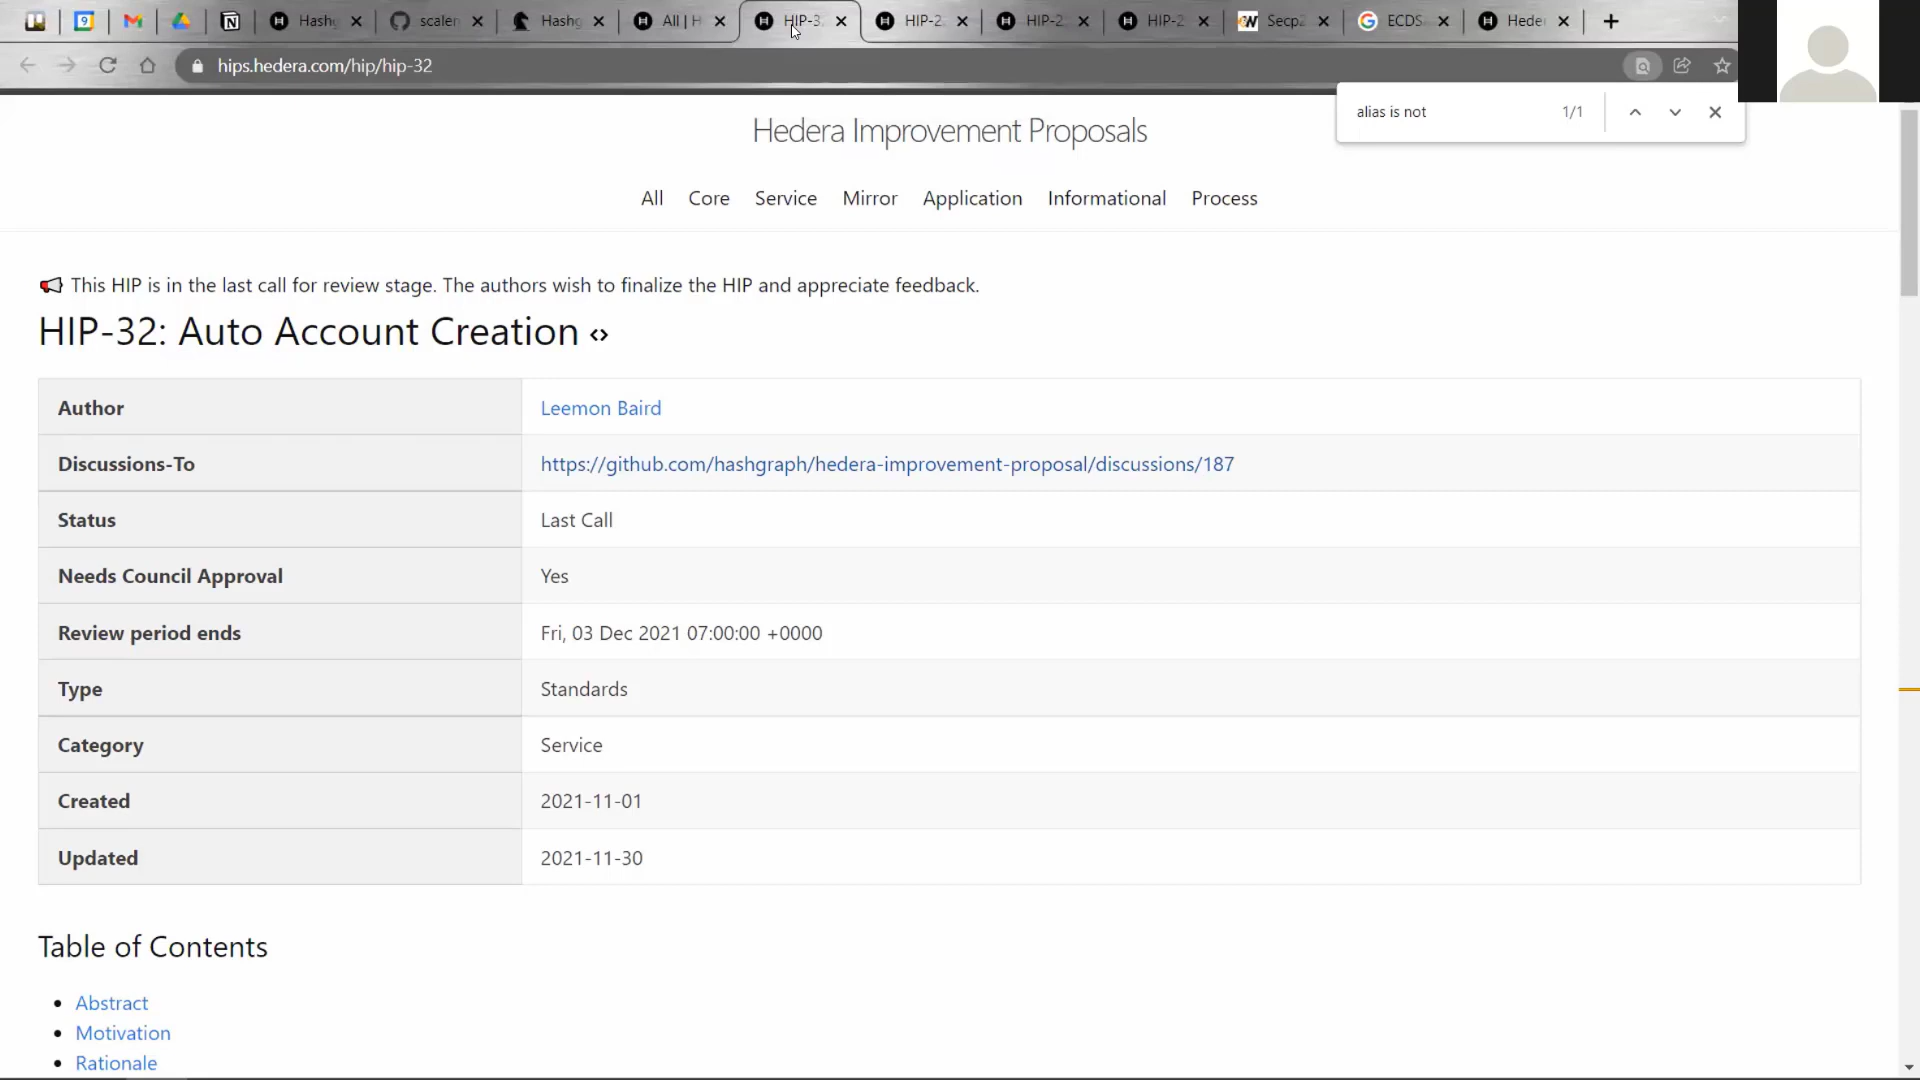 9
Hashg
scalen
Hashg
All | H
HIP-3
HIP-2
HIP-2
HIP-2
Secp2
ECDS
Heder
hips.hedera.com/hip/hip-32
alias is not
1/1
Hedera Improvement Proposals
All Core Service Mirror Application Informational Process
This HIP is in the last call for review stage. The authors wish to finalize the HIP and appreciate feedback.
HIP-32: Auto Account Creation <>
Author Leemon Baird
Discussions-To https://github.com/hashgraph/hedera-improvement-proposal/discussions/187
Status Last Call
Needs Council Approval Yes
Review period ends Fri, 03 Dec 2021 07:00:00 +0000
Type Standards
Category Service
Created 2021-11-01
Updated 2021-11-30
Table of Contents
• Abstract
• Motivation
• Rationale